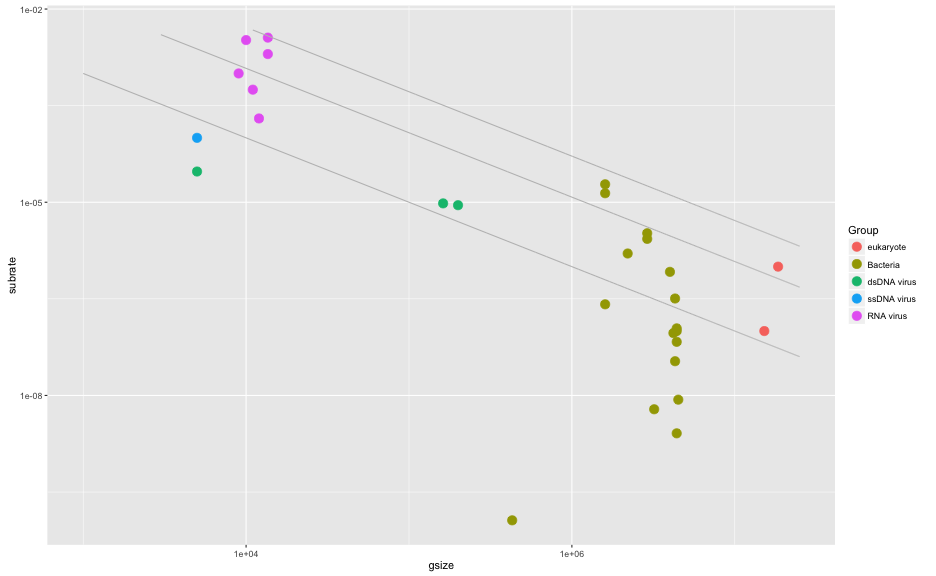 1e-02
1e-05
1e-08
subrate
1e+04
1e+06
gsize
Group
eukaryote
Bacteria
dsDNA virus
ssDNA virus
RNA virus